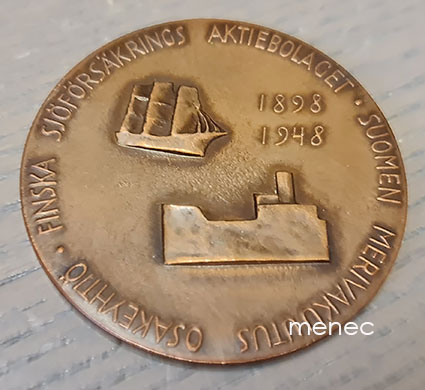 FINSKA SJÖFÖRSÄKRINGS AKTIEBOLAGET · SUOMEN MERIVAKUUTUS OSAKEYHTIÖ ·
1898
1948
menec